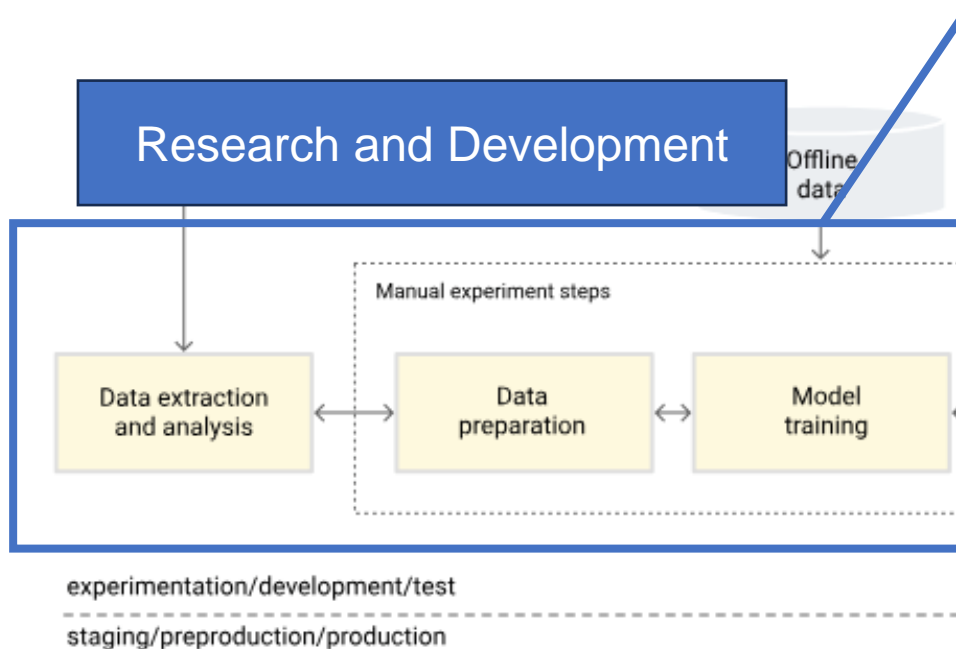 Research and Development
Offline
data
Manual experiment steps
Data extraction
and analysis
Data
preparation
Model
training
experimentation/development/test
staging/preproduction/production